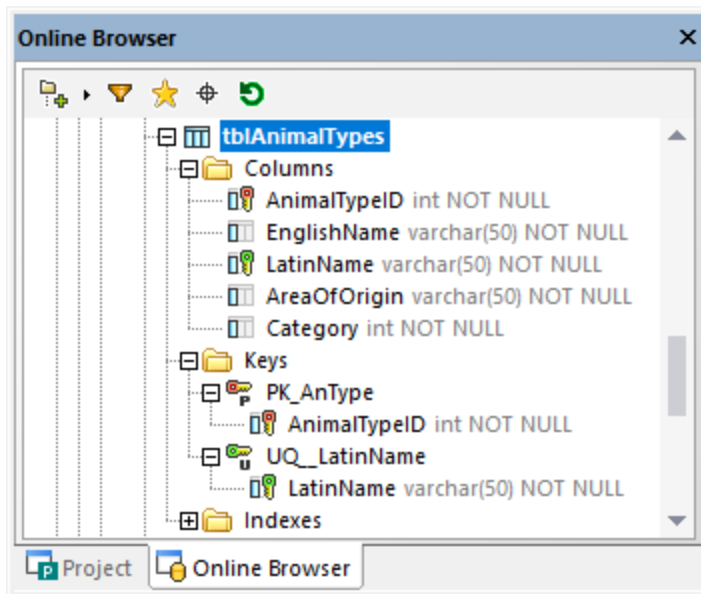 Online Browser
tblAnimalTypes
Columns
AnimalTypeID int NOT NULL
EnglishName varchar(50) NOT NULL
LatinName varchar(50) NOT NULL
AreaOfOrigin varchar(50) NOT NULL
Category int NOT NULL
Keys
PK_AnType
AnimalTypeID int NOT NULL
UQ__LatinName
LatinName varchar(50) NOT NULL
Indexes
Project Online Browser